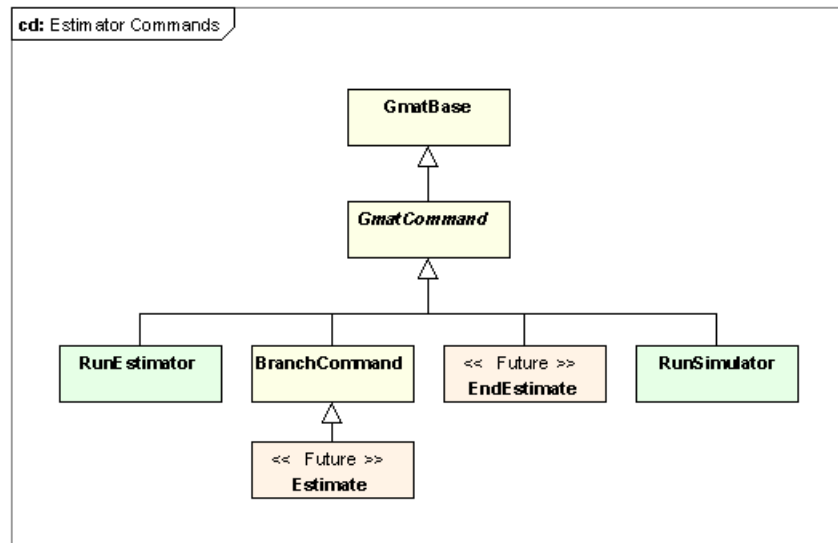 cd: Estimator Commands
GmatBase
GmatCommand
RunEstimator
BranchCommand
<< Future >>
EndEstimate
RunSimulator
<< Future >>
Estimate